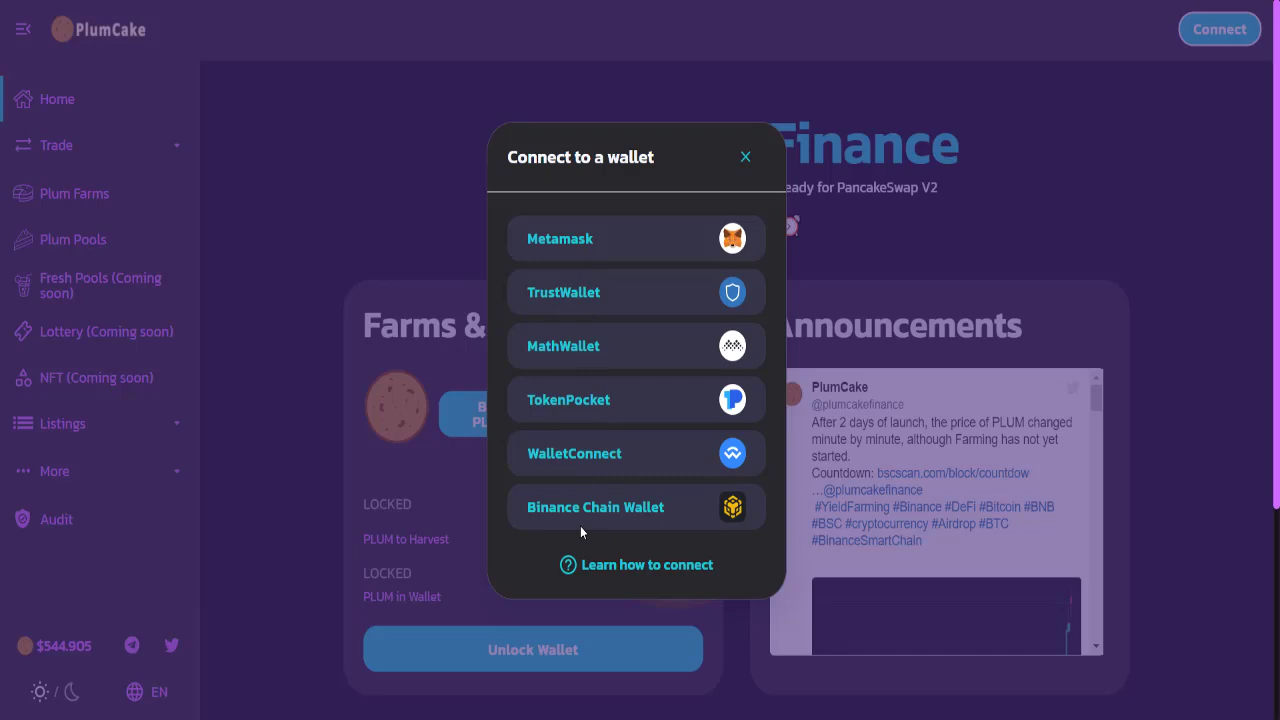 PlumCake
Connect
Home
Trade
Plum Farms
Plum Pools
Fresh Pools (Coming
soon)
Lottery (Coming soon)
NFT (Coming soon)
Listings
More
Audit
$544.905
/
EN
Finance
eady for PancakeSwap V2
Farms &
B
PL
LOCKED
PLUM to Harvest
LOCKED
PLUM in Wallet
Unlock Wallet
Connect to a wallet
Metamask
TrustWallet
MathWallet
TokenPocket
WalletConnect
Binance Chain Wallet
Learn how to connect
Announcements
PlumCake
@plumcakefinance
After 2 days of launch, the price of PLUM changed
minute by minute, although Farming has not yet
started.
Countdown: bscscan.com/block/countdow
…@plumcakefinance
#YieldFarming #Binance #DeFi #Bitcoin #BNB
#BSC #cryptocurrency #Airdrop #BTC
#BinanceSmartChain